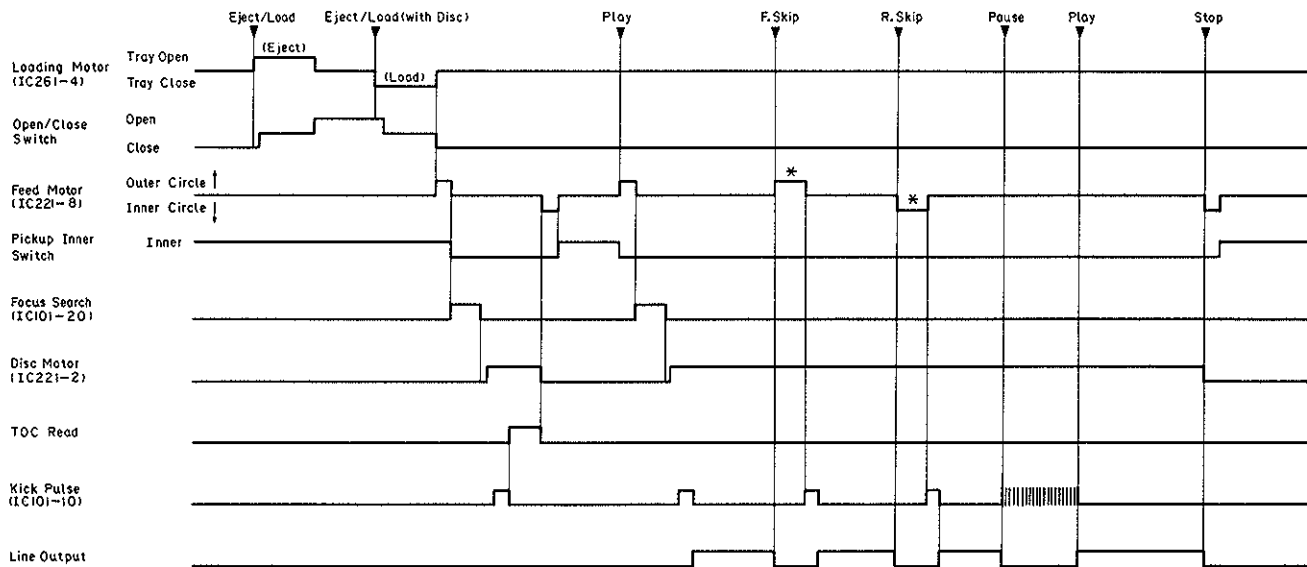 Eject/Load Eject/Load(with Disc) Play F.Skip R.Skip Pause Play Stop
(Eject)
Loading Motor Tray Open
(IC261-4) Tray Close (Load)
Open/Close Open
Switch Close
Feed Motor Outer Circle ↑ * *
(IC221-8) Inner Circle ↓
Pickup Inner Inner
Switch
Focus Search
(IC101-20)
Disc Motor
(IC221-2)
TOC Read
Kick Pulse
(IC101-10)
Line Output